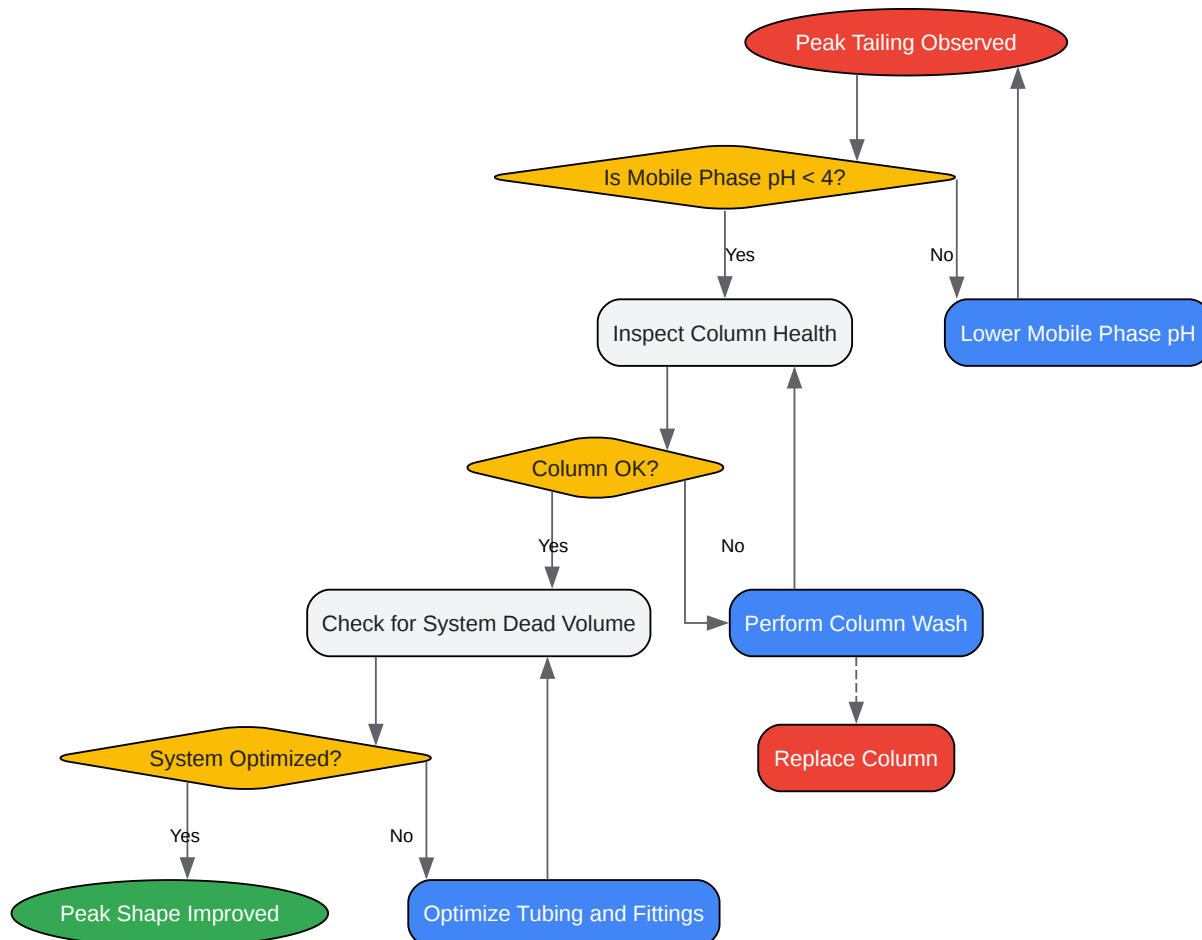 Peak Tailing Observed
Is Mobile Phase pH < 4?
Yes
No
Inspect Column Health
Lower Mobile Phase pH
Column OK?
Yes
No
Check for System Dead Volume
Perform Column Wash
System Optimized?
Replace Column
Yes
No
Peak Shape Improved
Optimize Tubing and Fittings